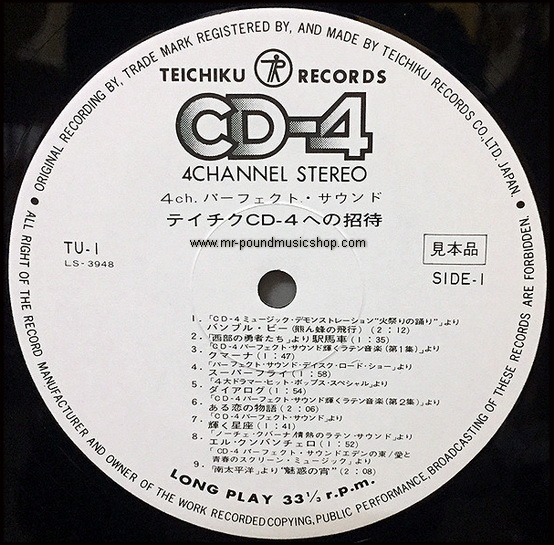 ORIGINAL RECORDING BY, TRADE MARK REGISTERED BY, AND MADE BY TEICHIKU RECORDS CO., LTD. JAPAN.
TEICHIKU RECORDS
CD-4
4CHANNEL STEREO
4ch. パーフェクト・サウンド
テイチクCD-4への招待
www.mr-poundmusicshop.com
TU-1
LS-3948
見本品
SIDE-1
1.「CD-4ミュージック・デモンストレーション"火祭りの踊り"」より
バンブル・ビー(熊ん蜂の飛行)(2:12)
2.「西部の勇者たち」より駅馬車(1:35)
3.「CD-4パーフェクト・サウンド輝くラテン音楽(第1集)」より
クマーナ(1:47)
4.「パーフェクト・サウンド・デイスク・ロード・ショー」より
スーパーフライ(1:58)
5.「4大ドラマー・ヒット・ポップス・スペシャル」より
ダイアログ(1:54)
6.「CD-4パーフェクト・サウンド輝くラテン音楽(第2集)」より
ある恋の物語(2:06)
7.「CD-4パーフェクト・サウンド」より
輝く星座(1:41)
8.「ノーチェ・クバーナ/情熱のラテン・サウンド」より
エル・クンバンチェロ(1:52)
9.「CD-4パーフェクト・サウンドエデンの東/愛と
青春のスクリーン・ミュージック」より
「南太平洋」より"魅惑の宵"(2:08)
LONG PLAY 33⅓ r.p.m.
ALL RIGHT OF THE RECORD MANUFACTURER AND OWNER OF THE WORK RECORDED. COPYING, PUBLIC PERFORMANCE, BROADCASTING OF THESE RECORDS ARE FORBIDDEN.